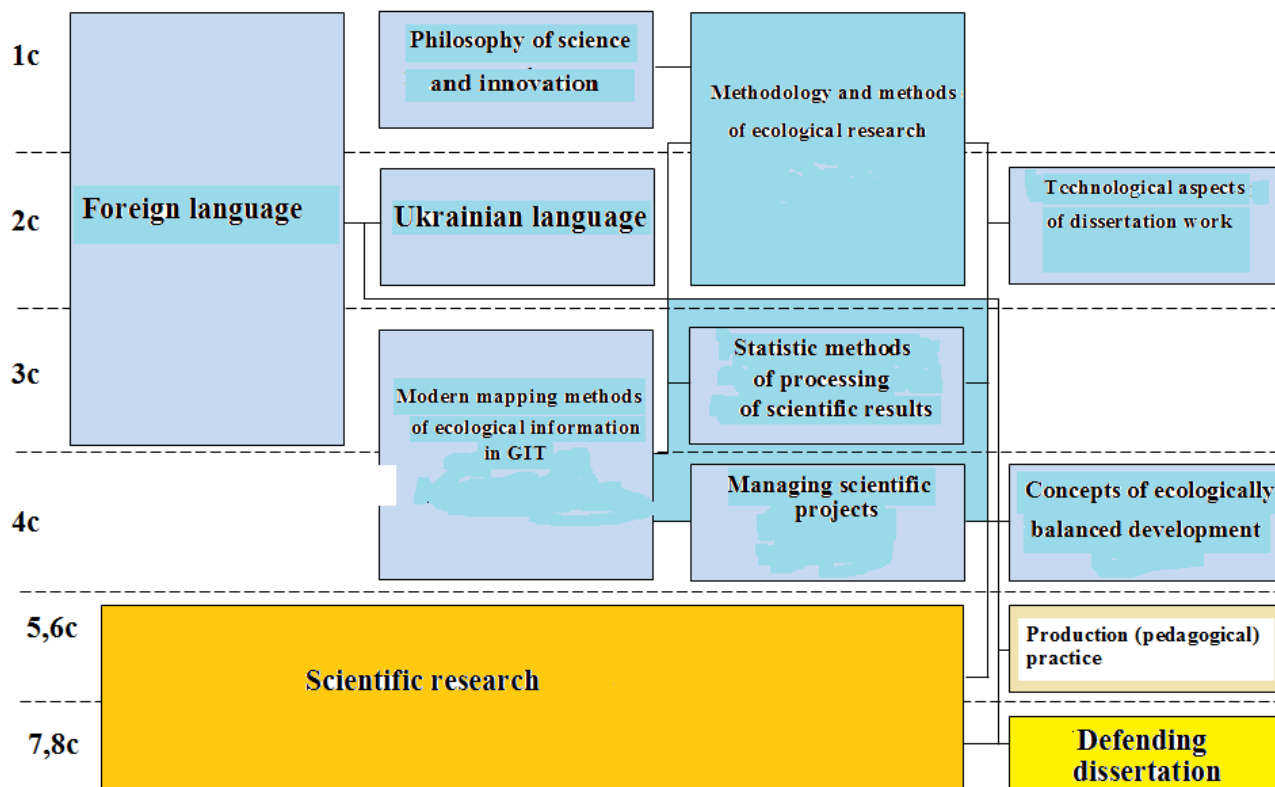 1c
Philosophy of science
and innovation
Methodology and methods
of ecological research
2c
Foreign language
Ukrainian language
Technological aspects
of dissertation work
3c
Modern mapping methods
of ecological information
in GIT
Statistic methods
of processing
of scientific results
4c
Managing scientific
projects
Concepts of ecologically
balanced development
5,6c
Scientific research
Production (pedagogical)
practice
7,8c
Defending
dissertation